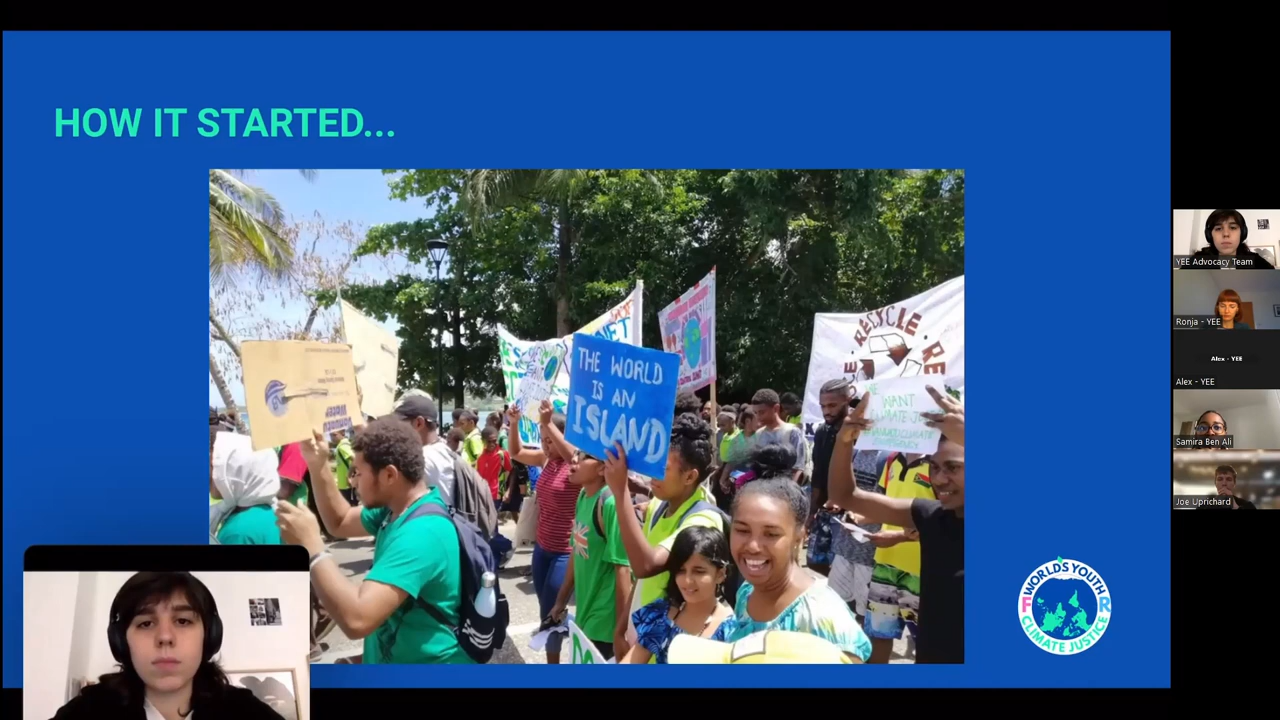 HOW IT STARTED...
THE WORLD
IS AN
ISLAND
RECYCLE
WE
WANT
CLIMATE
WORLD'S YOUTH
FOR
CLIMATE JUSTICE
YEE Advocacy Team
Ronja - YEE
Alex - YEE
Alex - YEE
Samira Ben Ali
Joe Uprichard